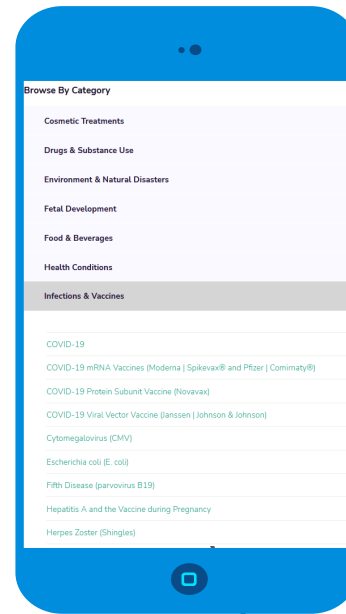 Browse By Category
Cosmetic Treatments
Drugs & Substance Use
Environment & Natural Disasters
Fetal Development
Food & Beverages
Health Conditions
Infections & Vaccines
COVID-19
COVID-19 mRNA Vaccines (Moderna | Spikevax® and Pfizer | Comirnaty®)
COVID-19 Protein Subunit Vaccine (Novavax)
COVID-19 Viral Vector Vaccine (Janssen | Johnson & Johnson)
Cytomegalovirus (CMV)
Escherichia coli (E. coli)
Fifth Disease (parvovirus B19)
Hepatitis A and the Vaccine during Pregnancy
Herpes Zoster (Shingles)